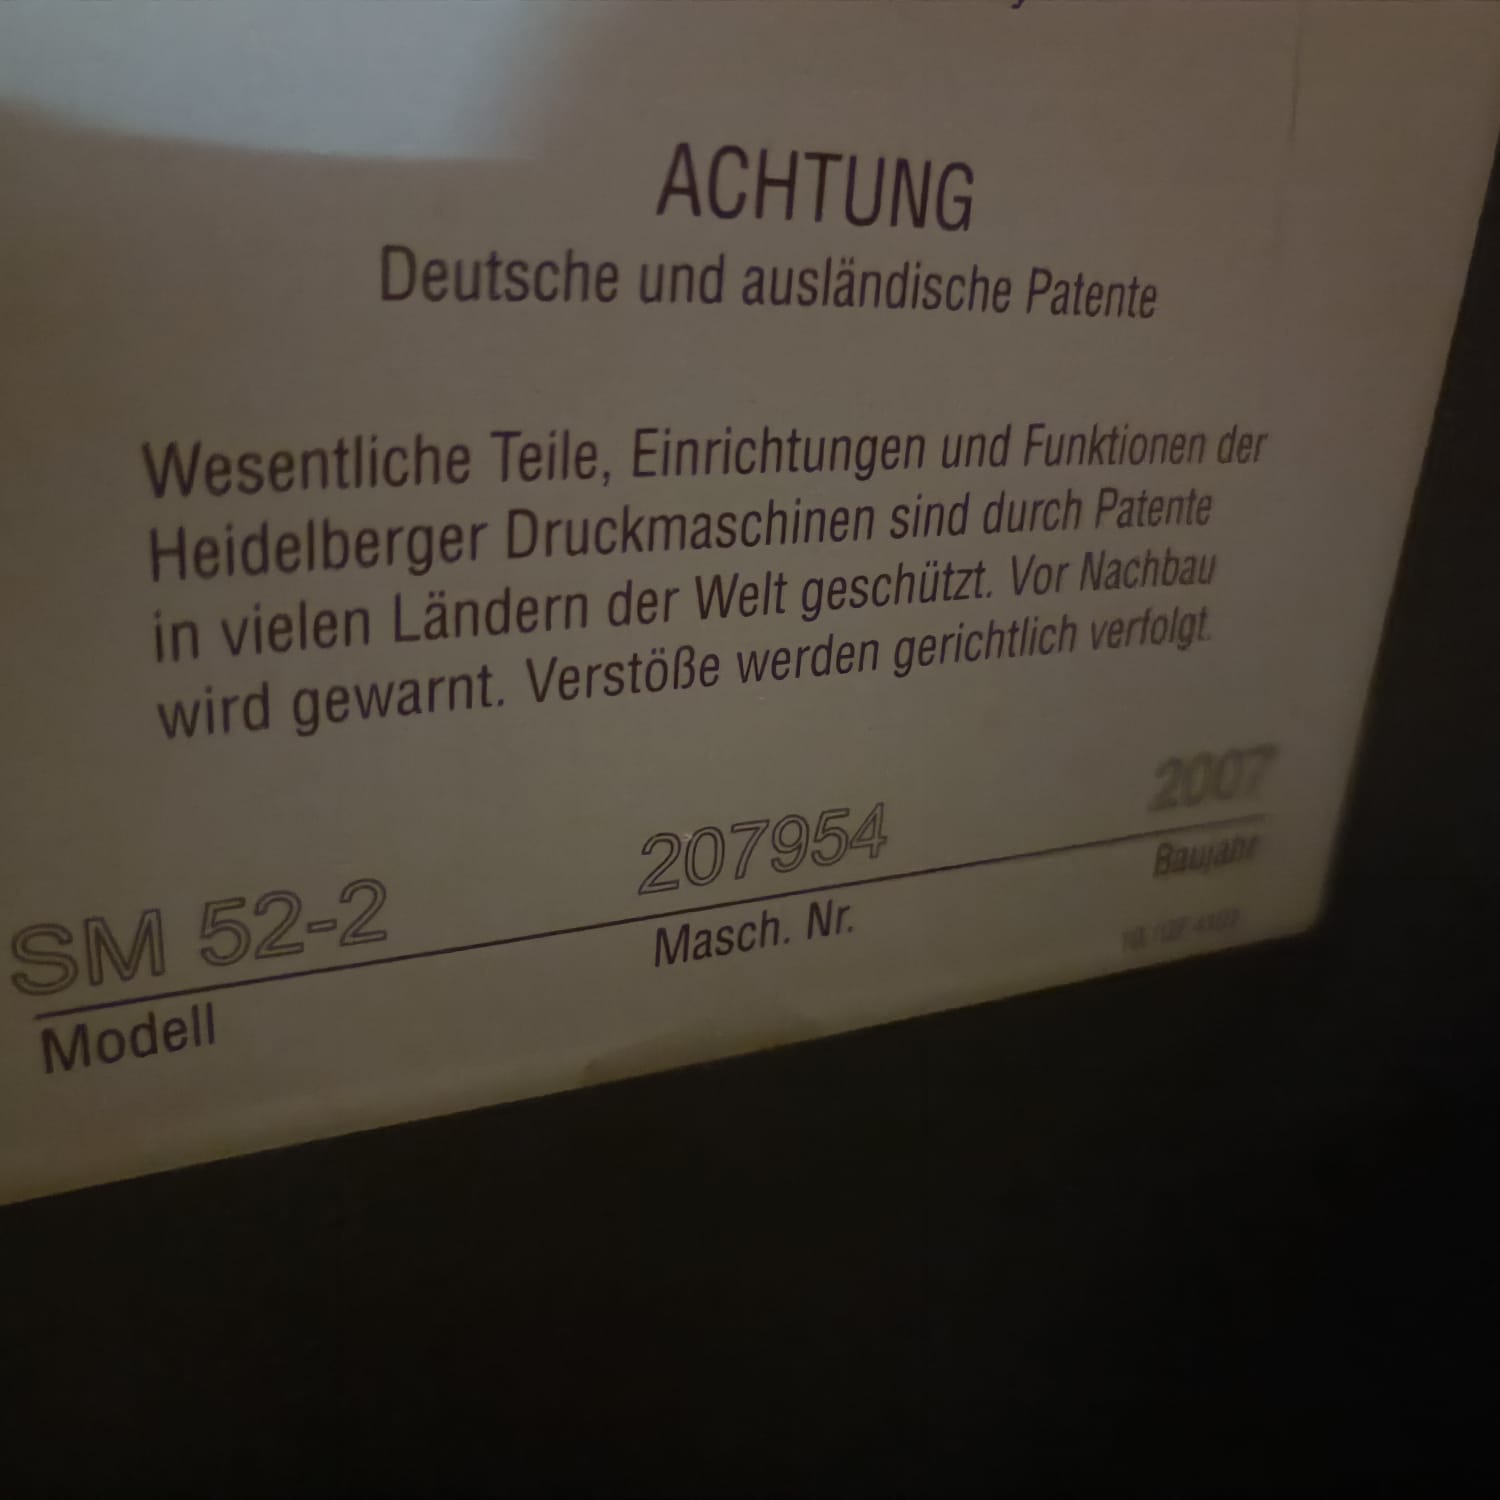 ACHTUNG
Deutsche und ausländische Patente
Wesentliche Teile, Einrichtungen und Funktionen der
Heidelberger Druckmaschinen sind durch Patente
in vielen Ländern der Welt geschützt. Vor Nachbau
wird gewarnt. Verstöße werden gerichtlich verfolgt.
SM 52-2 207954 2007
Modell Masch. Nr. Baujahr